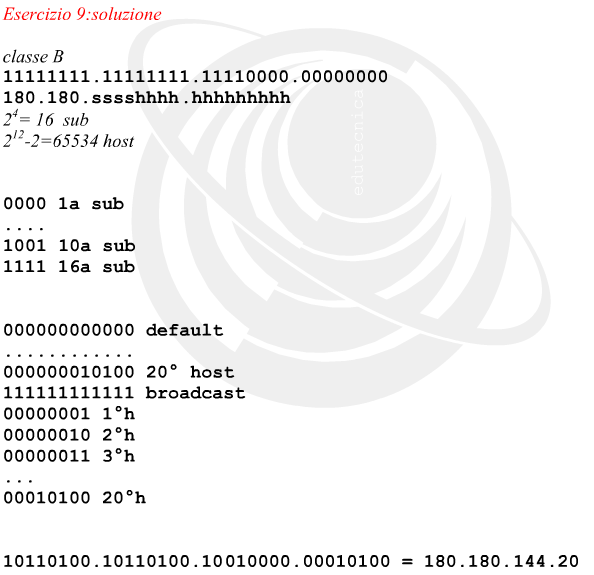 Esercizio 9:soluzione
classe B
11111111.11111111.11110000.00000000
180.180.sssshhhh.hhhhhhhhh
2^4= 16 sub
2^12-2=65534 host
0000 1a sub
....
1001 10a sub
1111 16a sub
000000000000 default
............
000000010100 20° host
111111111111 broadcast
00000001 1°h
00000010 2°h
00000011 3°h
...
00010100 20°h
10110100.10110100.10010000.00010100 = 180.180.144.20
edutecnica